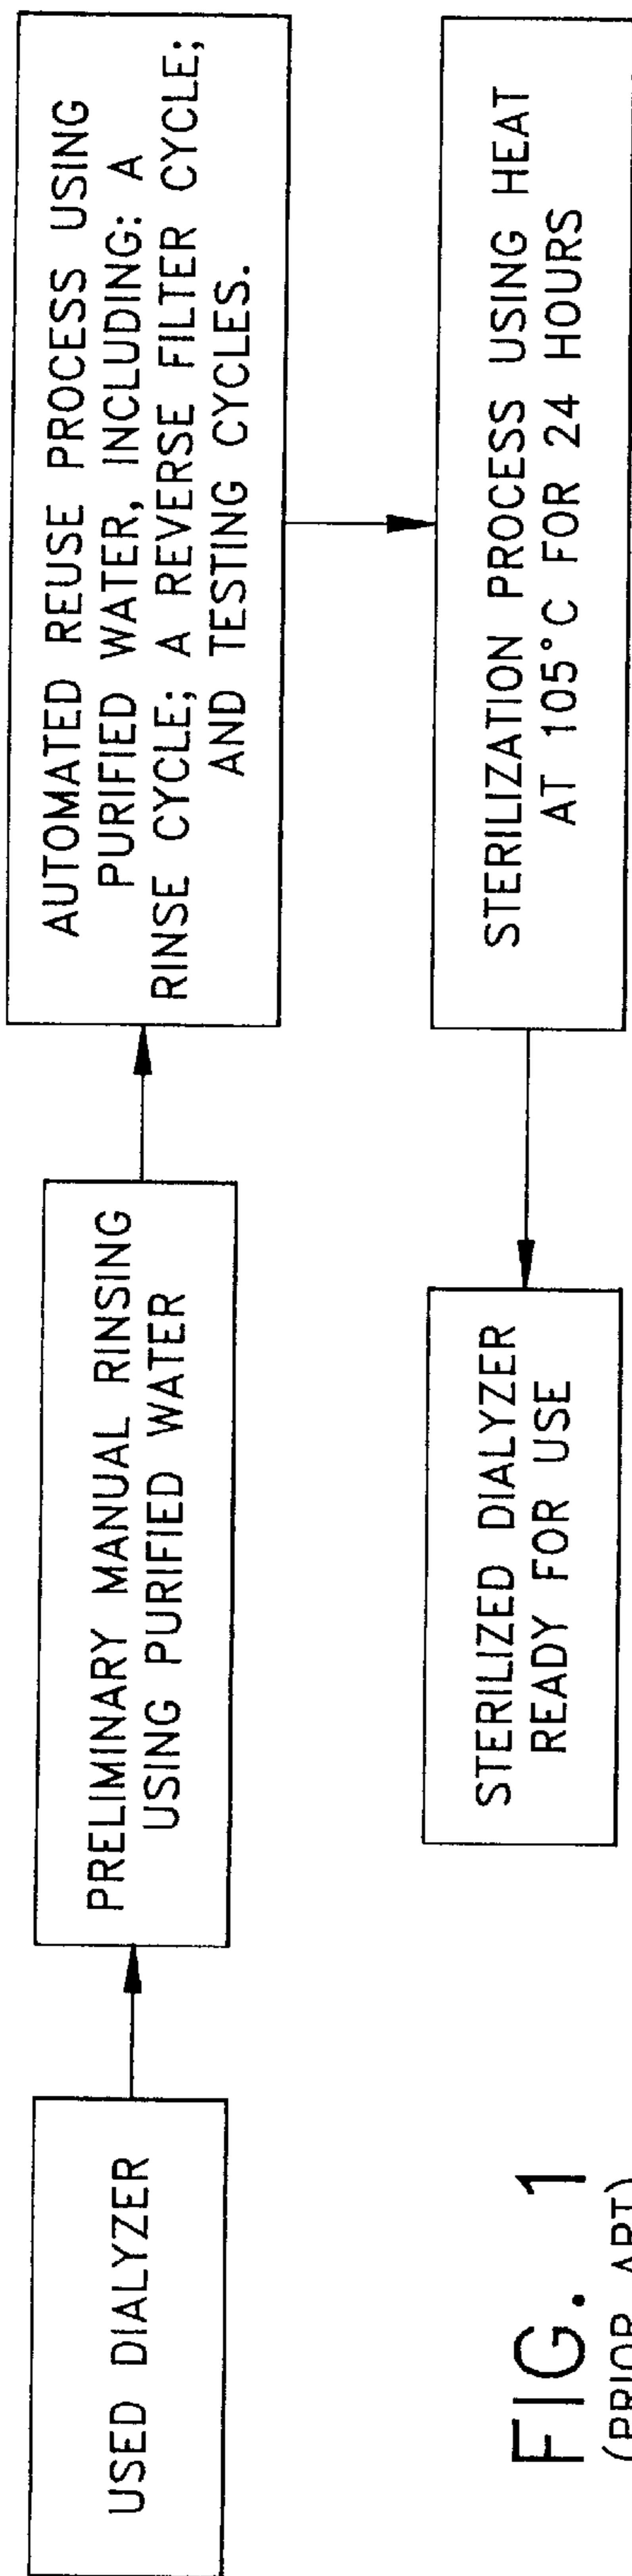 USED DIALYZER
PRELIMINARY MANUAL RINSING
USING PURIFIED WATER
AUTOMATED REUSE PROCESS USING
PURIFIED WATER, INCLUDING: A
RINSE CYCLE; A REVERSE FILTER CYCLE;
AND TESTING CYCLES.
STERILIZATION PROCESS USING HEAT
AT 105°C FOR 24 HOURS
STERILIZED DIALYZER
READY FOR USE
FIG. 1
(PRIOR ART)